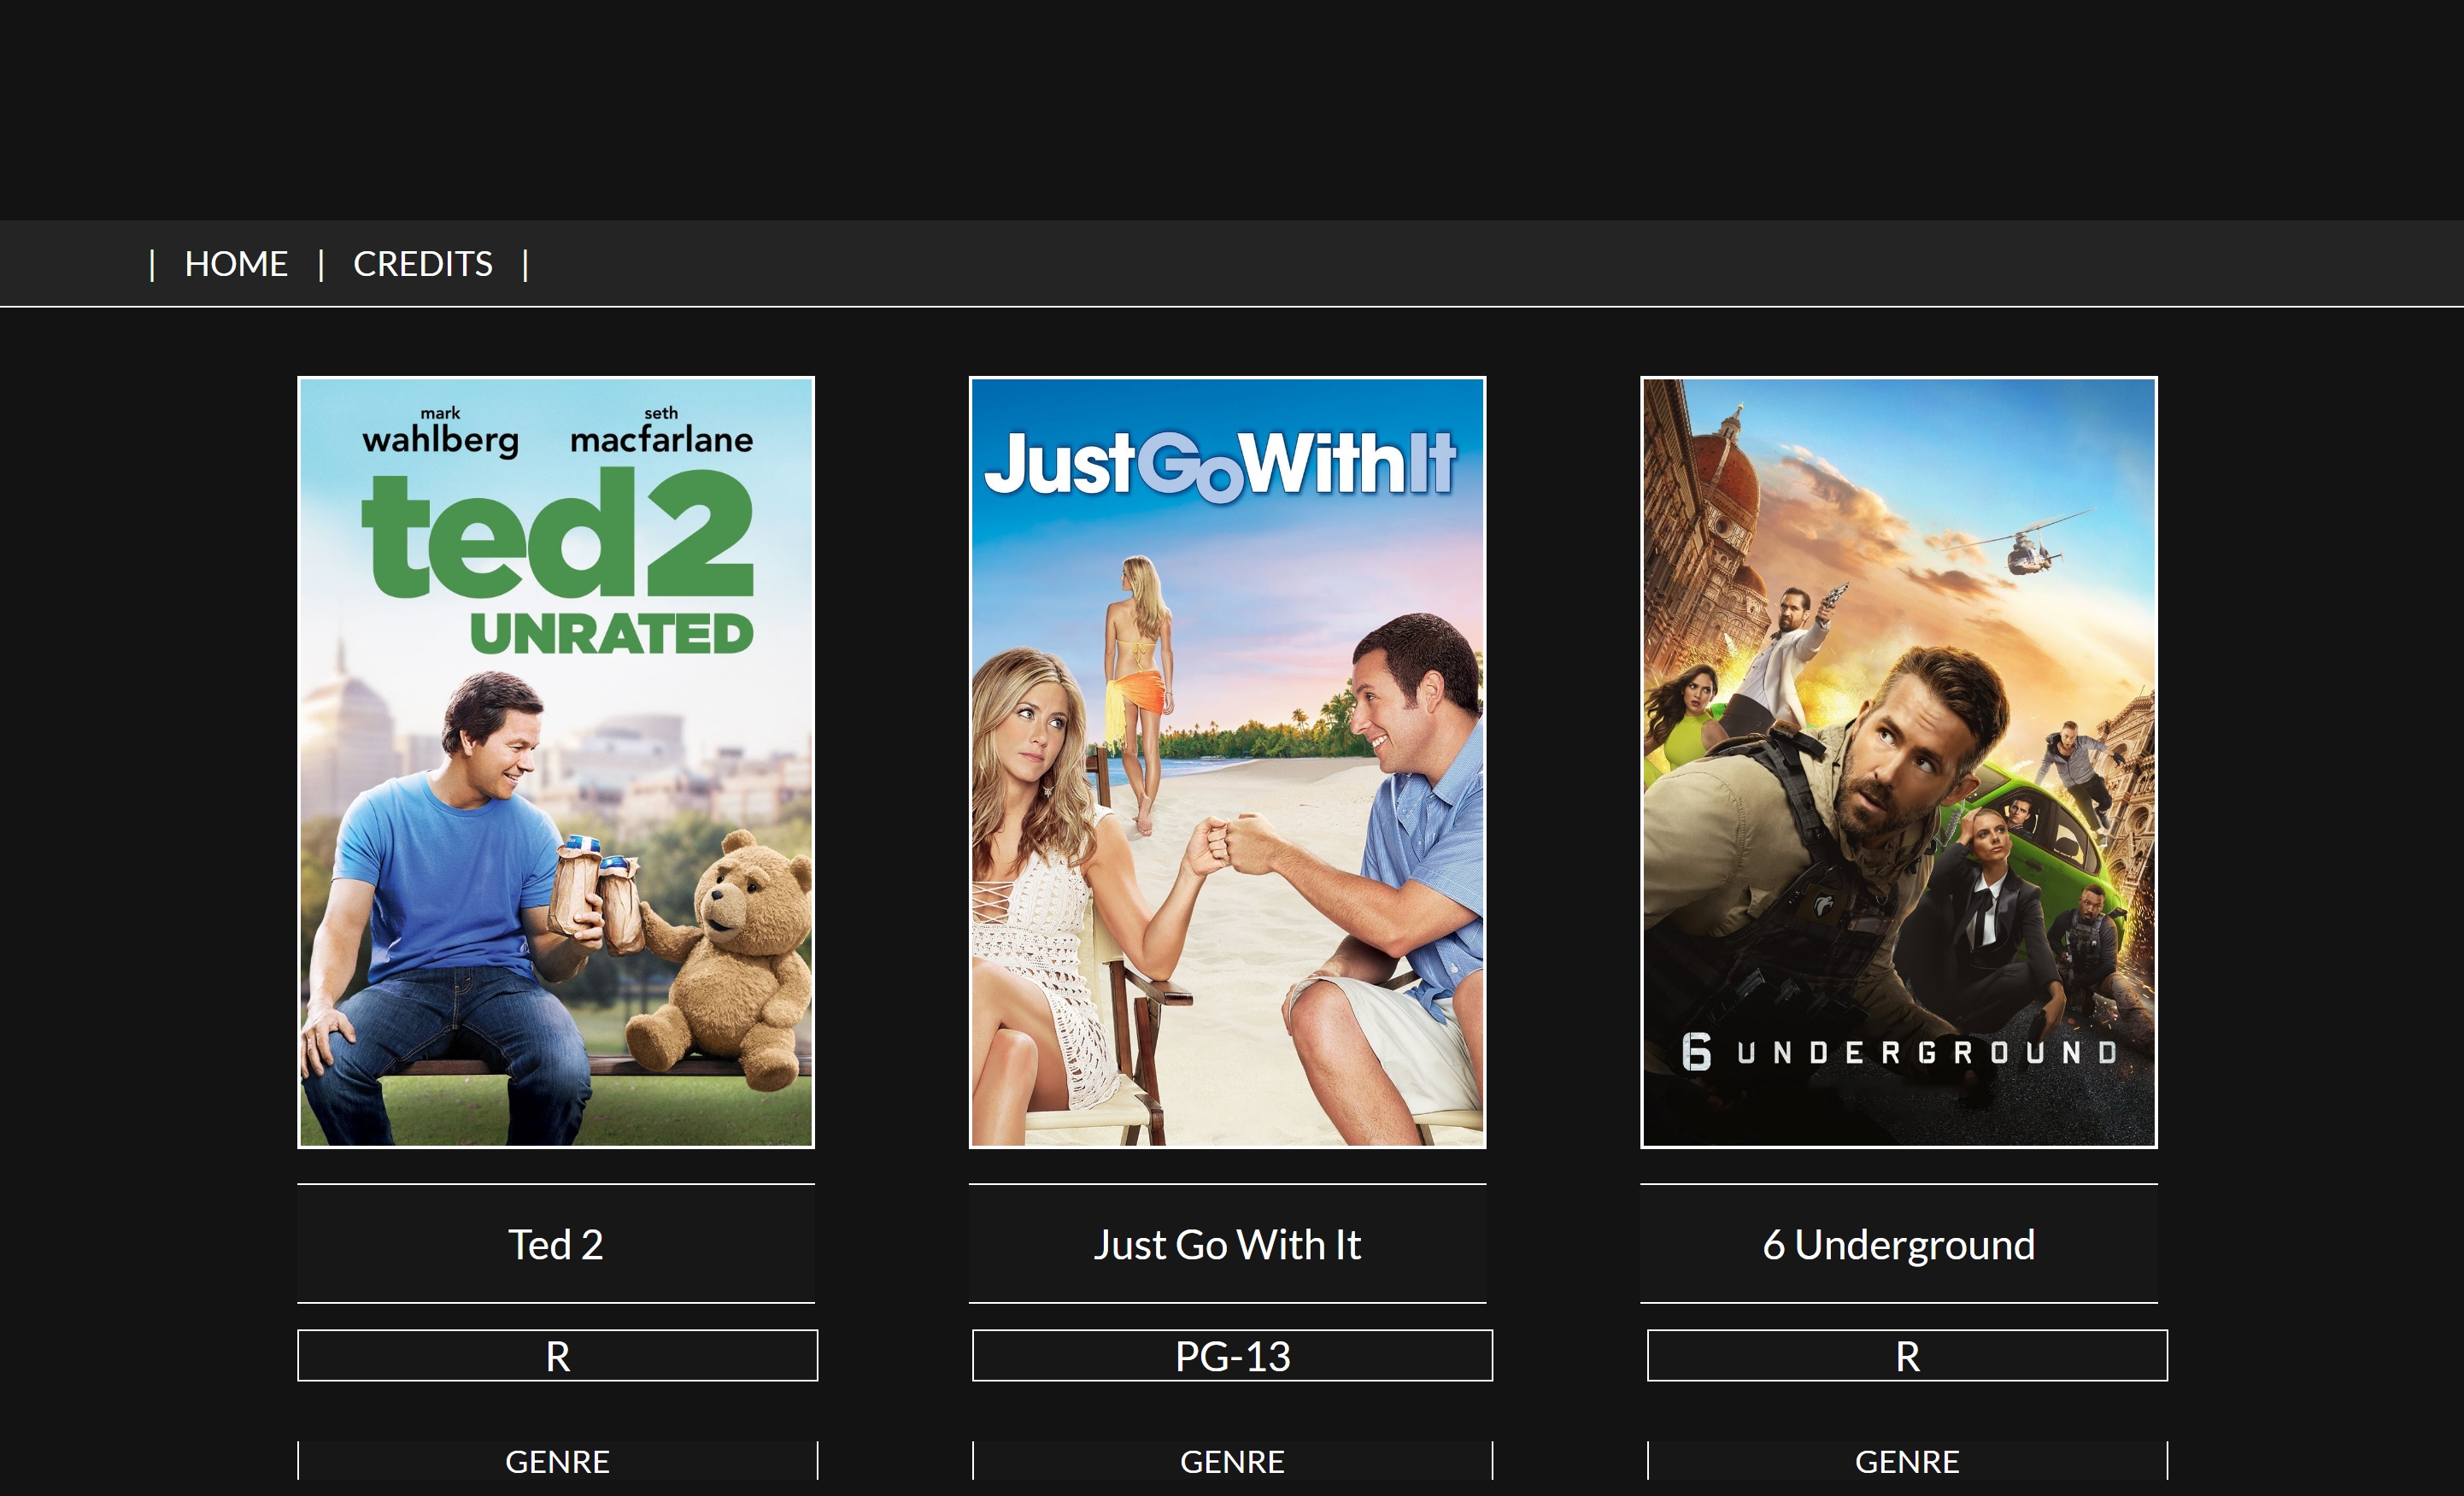 | HOME | CREDITS |
mark seth
wahlberg macfarlane
ted2
UNRATED
JustGoWithIt
6 UNDERGROUND
Ted 2
Just Go With It
6 Underground
R
PG-13
R
GENRE
GENRE
GENRE